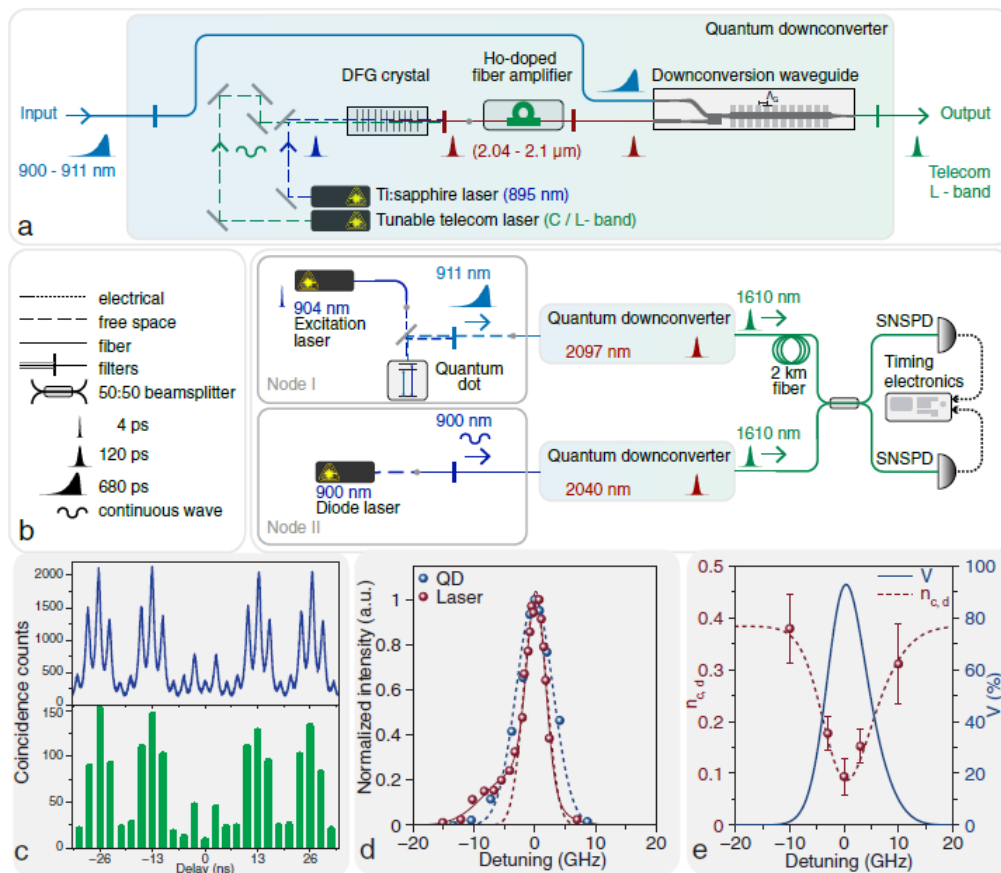 Quantum downconverter
Ho-doped
fiber amplifier
DFG crystal
Downconversion waveguide
ΛG
Input
Output
900 - 911 nm
(2.04 - 2.1 µm)
Telecom
L - band
Ti:sapphire laser (895 nm)
Tunable telecom laser (C / L- band)
a
electrical
free space
fiber
filters
50:50 beamsplitter
4 ps
120 ps
680 ps
continuous wave
b
904 nm
Excitation
laser
911 nm
Quantum
dot
Node I
Quantum downconverter
2097 nm
1610 nm
2 km
fiber
SNSPD
Timing
electronics
SNSPD
900 nm
900 nm
Diode laser
Node II
Quantum downconverter
2040 nm
1610 nm
Coincidence counts
2000
1500
1000
500
0
150
100
50
0
−26 −13 0 13 26
Delay (ns)
c
Normalized intensity (a.u.)
QD
Laser
1
0.8
0.6
0.4
0.2
0
−20 −10 0 10 20
Detuning (GHz)
d
n c, d
V
n c, d
0.5
0.4
0.3
0.2
0.1
0
100
80
60
40
20
0
V (%)
−20 −10 0 10 20
Detuning (GHz)
e